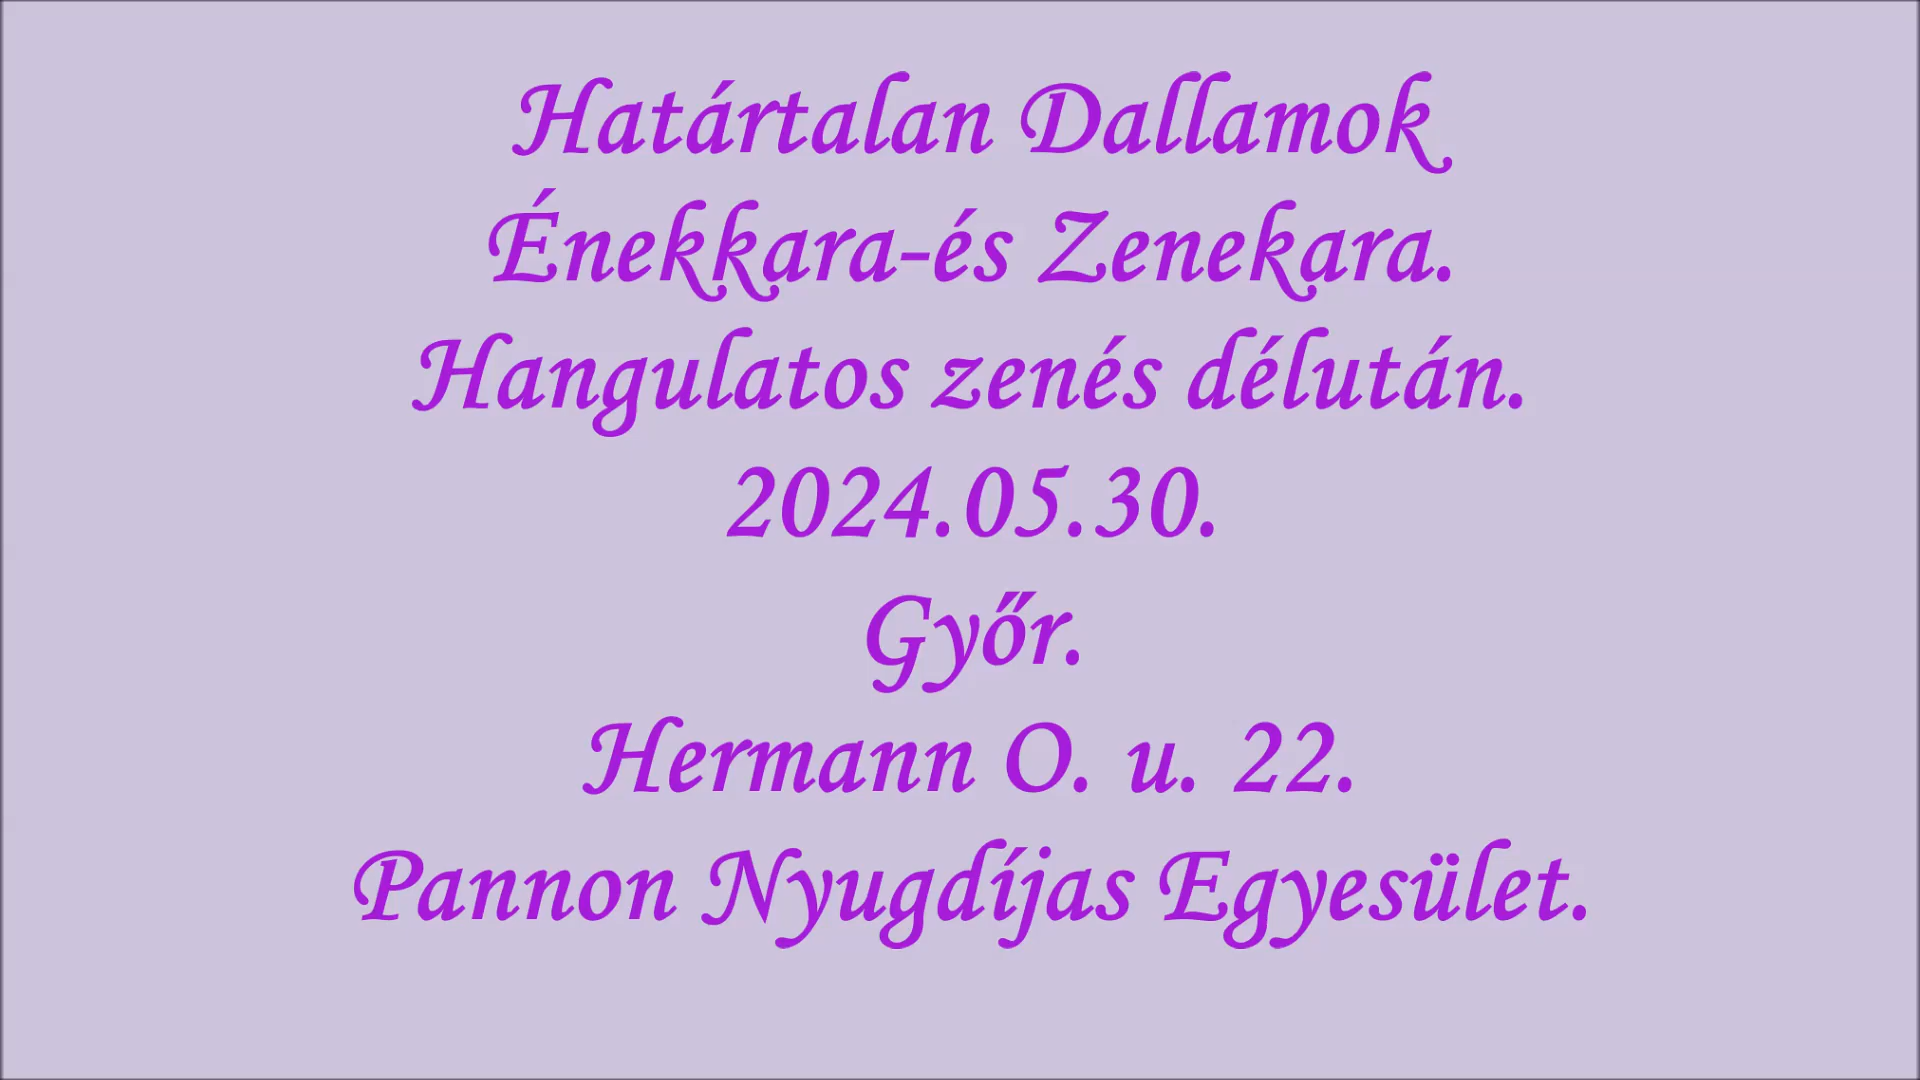 Határtalan Dallamok
Énekkara-és Zenekara.
Hangulatos zenés délután.
2024.05.30.
Győr.
Hermann O. u. 22.
Pannon Nyugdíjas Egyesület.